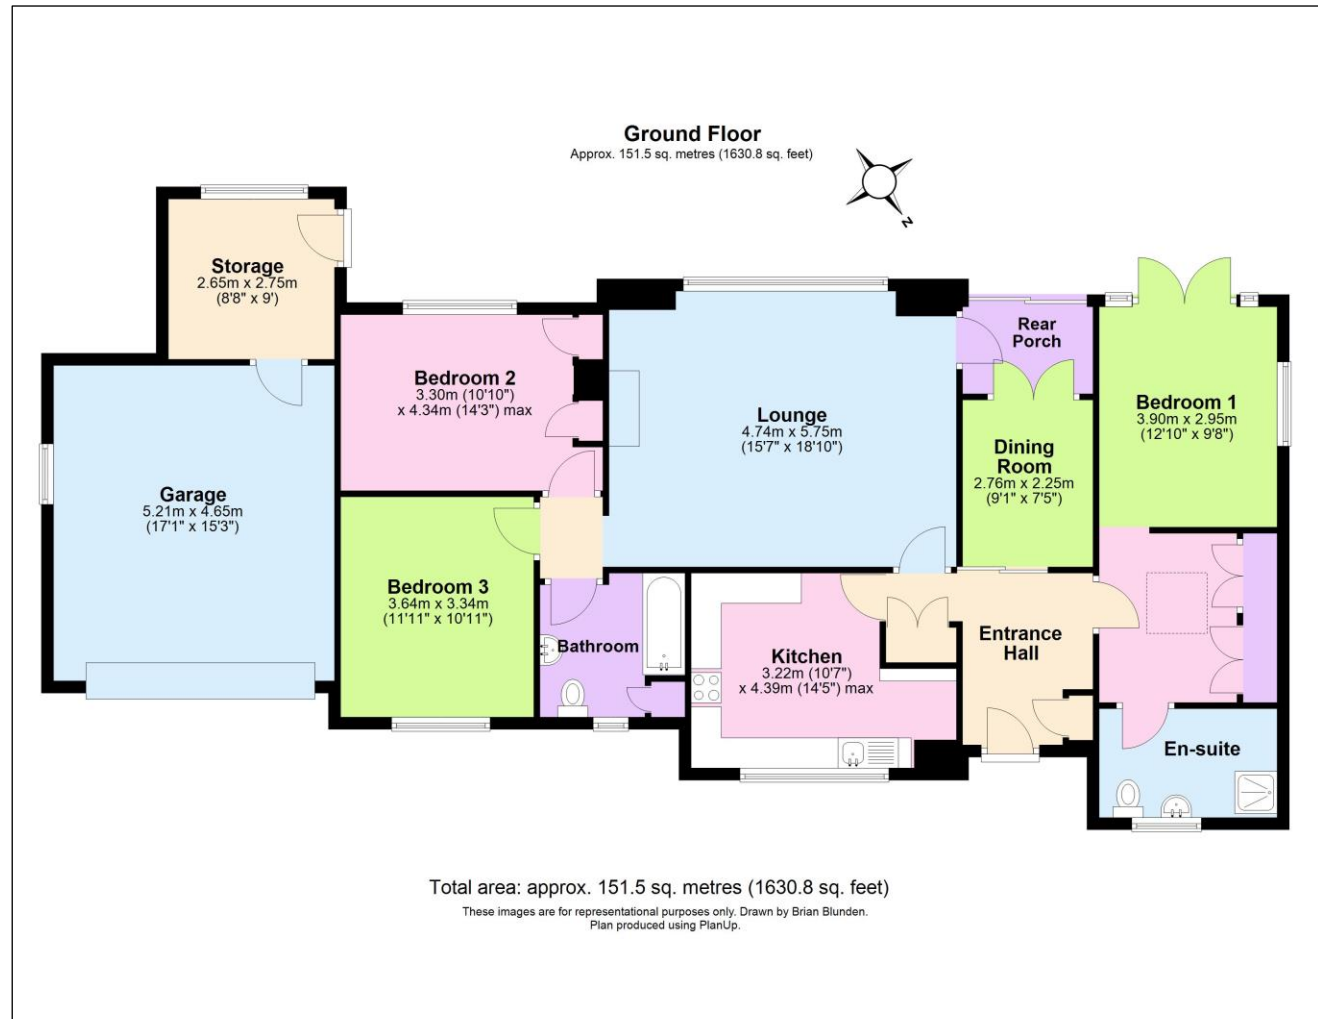 Ground Floor
Approx. 151.5 sq. metres (1630.8 sq. feet)
N
Storage
2.65m x 2.75m
(8'8" x 9')
Rear
Porch
Bedroom 2
3.30m (10'10")
x 4.34m (14'3") max
Lounge
4.74m x 5.75m
(15'7" x 18'10")
Bedroom 1
3.90m x 2.95m
(12'10" x 9'8")
Dining
Room
2.76m x 2.25m
(9'1" x 7'5")
Garage
5.21m x 4.65m
(17'1" x 15'3")
Bedroom 3
3.64m x 3.34m
(11'11" x 10'11")
Bathroom
Kitchen
3.22m (10'7")
x 4.39m (14'5") max
Entrance
Hall
En-suite
Total area: approx. 151.5 sq. metres (1630.8 sq. feet)
These images are for representational purposes only. Drawn by Brian Blunden.
Plan produced using PlanUp.